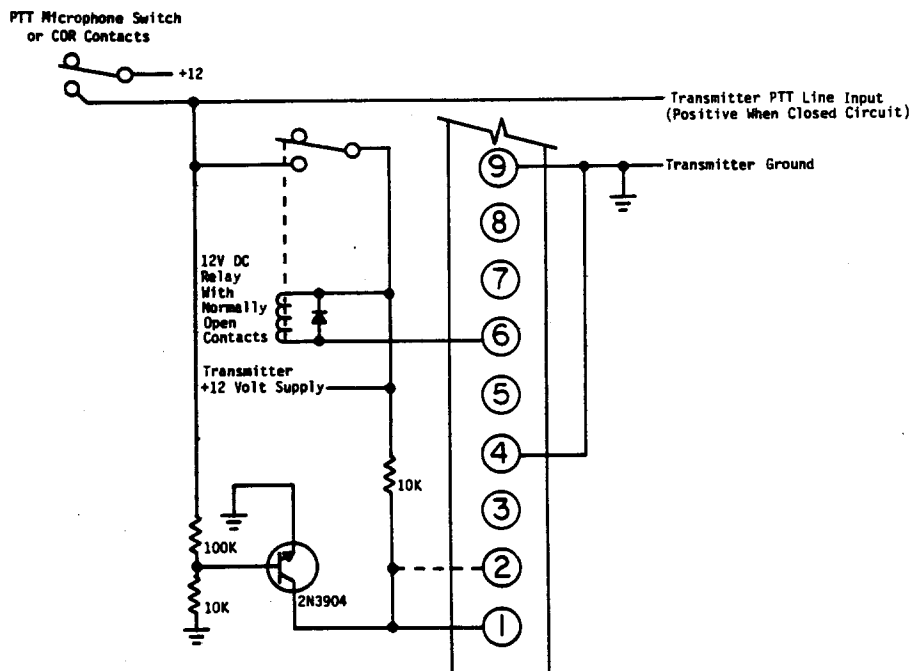 PTT Microphone Switch
or COR Contacts
+12
Transmitter PTT Line Input
(Positive When Closed Circuit)
9
Transmitter Ground
8
7
12V DC
Relay
With
Normally
Open
Contacts
6
Transmitter
+12 Volt Supply
5
4
10K
3
100K
2
2N3904
10K
1